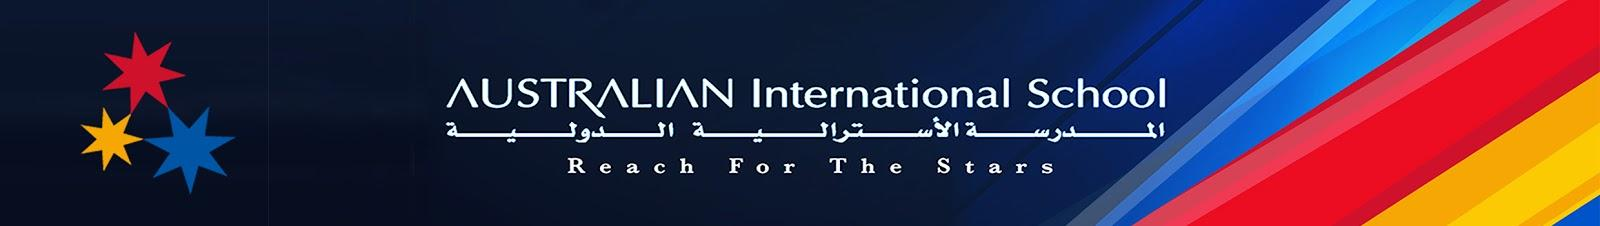 AUSTRALIAN International School
المدرسة الأسترالية الدولية
Reach For The Stars